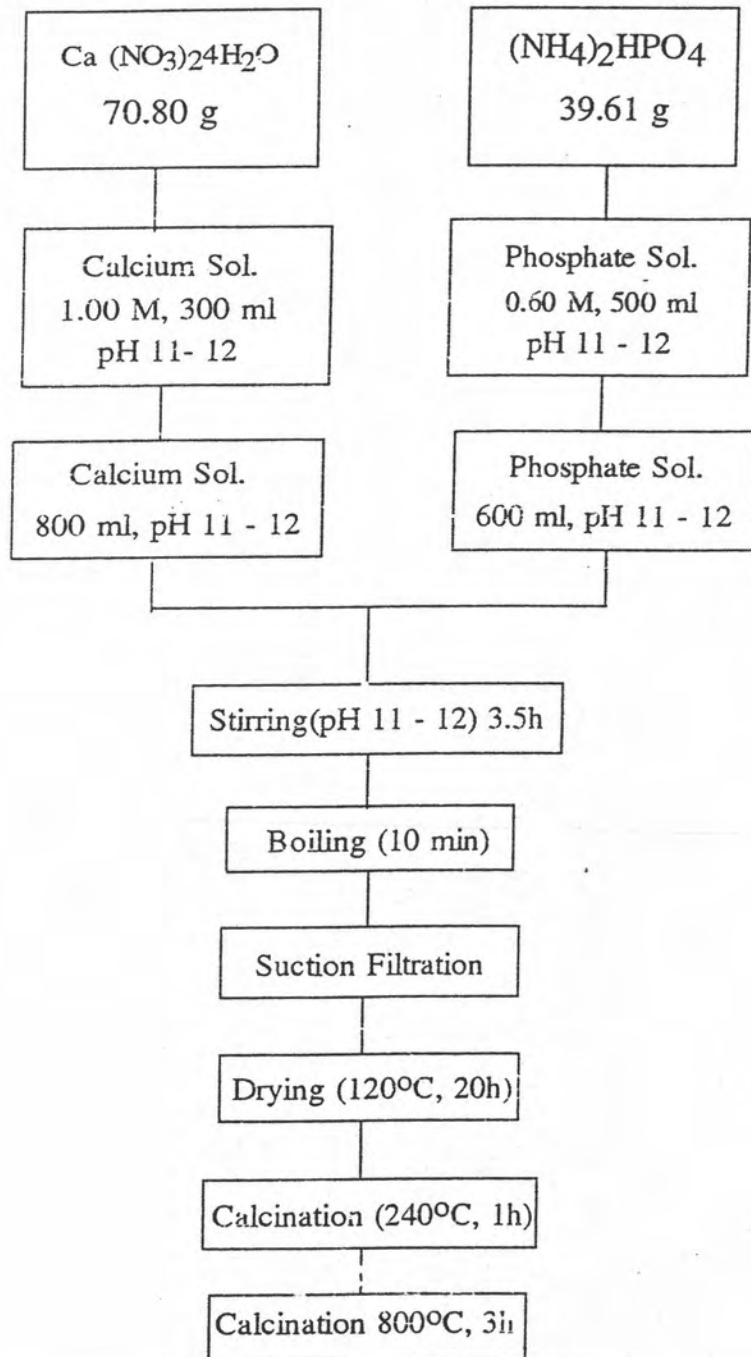 Ca (NO3)24H2O
70.80 g
(NH4)2HPO4
39.61 g
Calcium Sol.
1.00 M, 300 ml
pH 11- 12
Phosphate Sol.
0.60 M, 500 ml
pH 11 - 12
Calcium Sol.
800 ml, pH 11 - 12
Phosphate Sol.
600 ml, pH 11 - 12
Stirring(pH 11 - 12) 3.5h
Boiling (10 min)
Suction Filtration
Drying (120°C, 20h)
Calcination (240°C, 1h)
Calcination 800°C, 3h